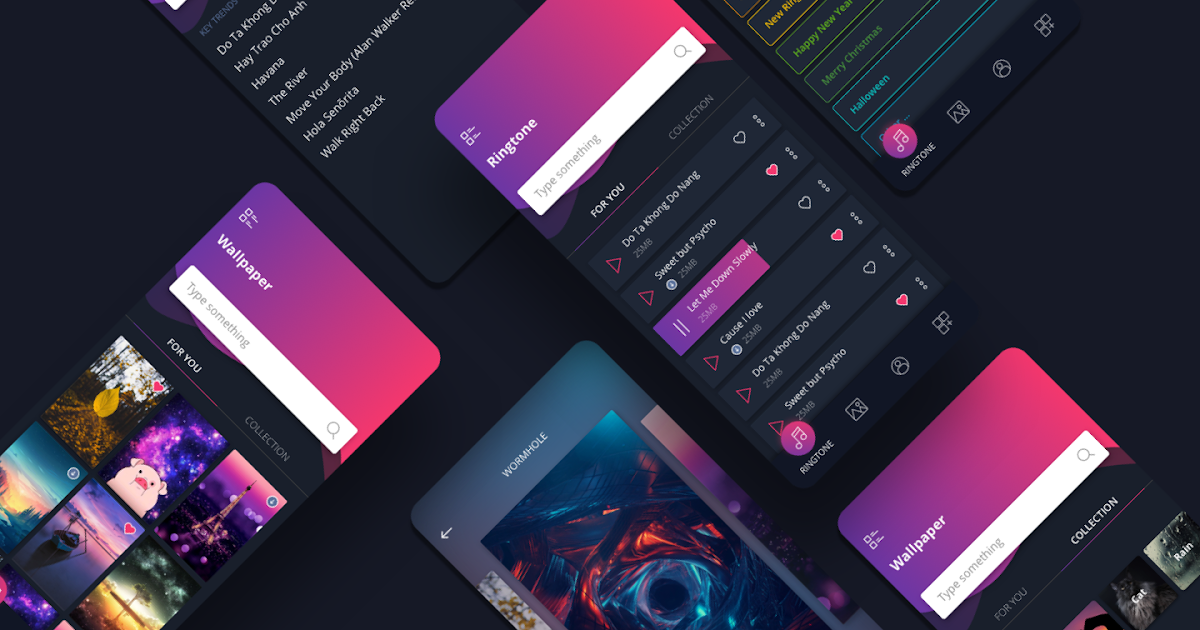 KEY TRENDS
Do Ta Khong D
Hay Trao Cho Anh
Havana
The River
Move Your Body (Alan Walker Re
Hola Senõrita
Walk Right Back
Ringtone
Type something
FOR YOU
COLLECTION
Do Ta Khong Do Nang
25MB
Sweet but Psycho
25MB
Let Me Down Slowly
25MB
Cause I love
25MB
Do Ta Khong Do Nang
25MB
Sweet but Psycho
25MB
RINGTONE
New Ring
Happy New Year
Merry Christmas
Halloween
RINGTONE
Wallpaper
Type something
FOR YOU
COLLECTION
WORMHOLE
Wallpaper
Type something
FOR YOU
COLLECTION
Cat
Rain